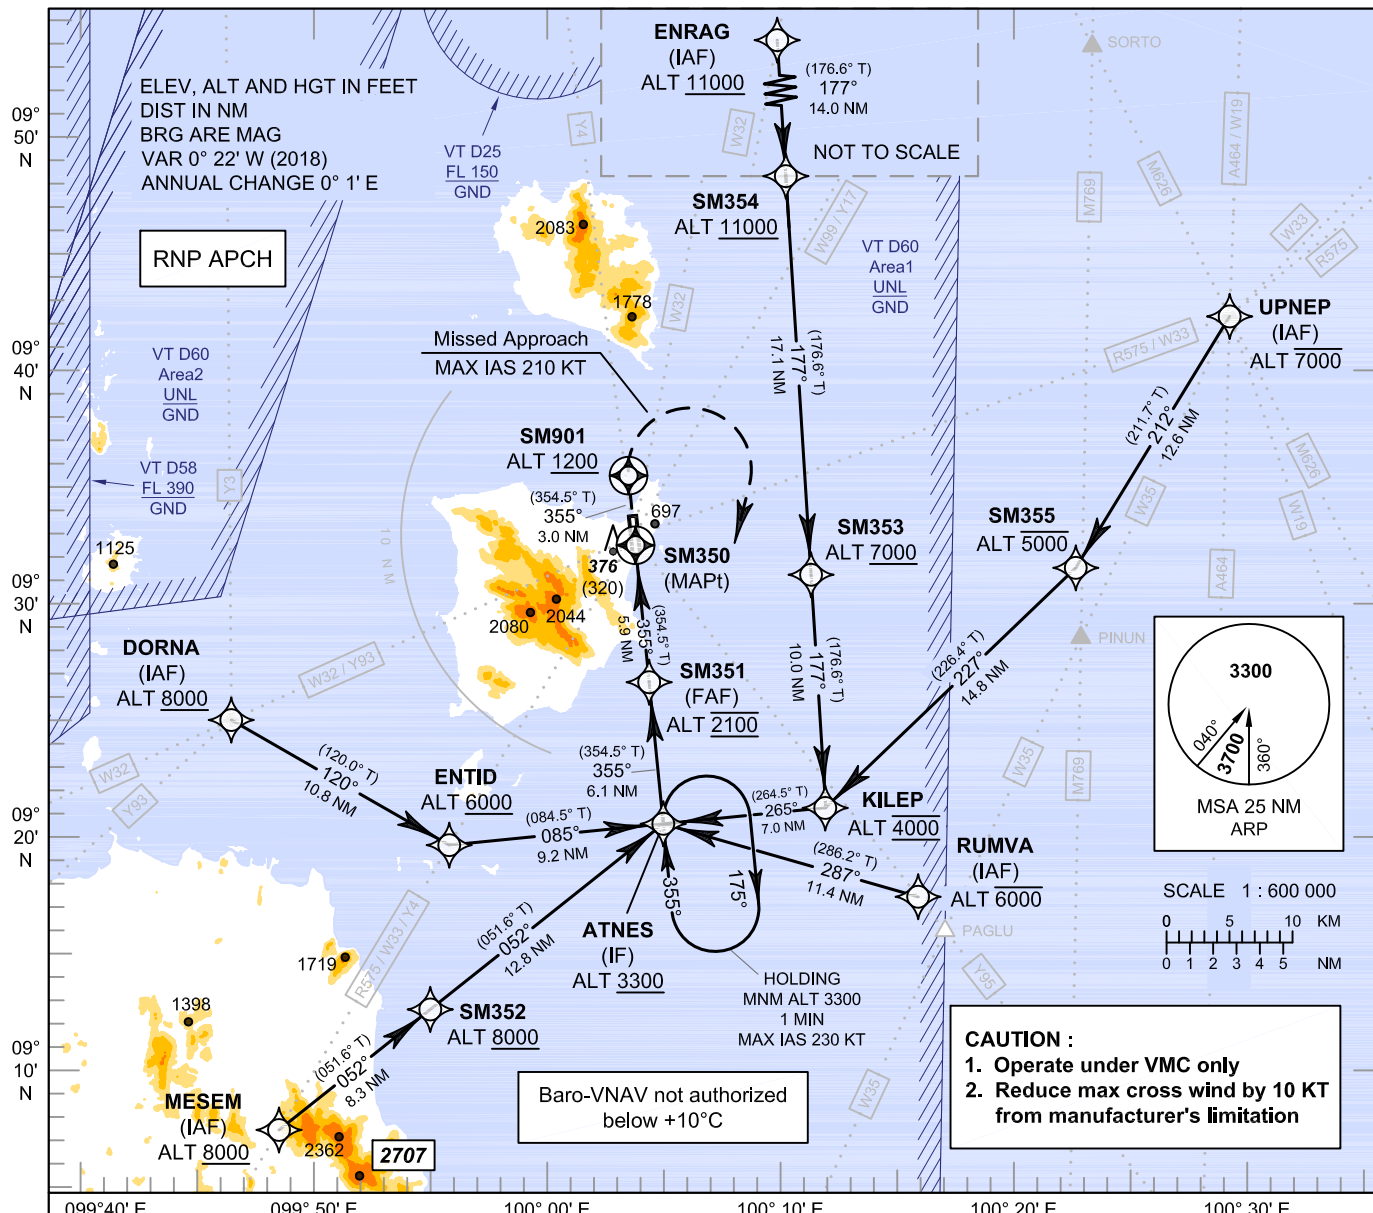 ELEV, ALT AND HGT IN FEET
DIST IN NM
BRG ARE MAG
VAR 0° 22' W (2018)
ANNUAL CHANGE 0° 1' E
RNP APCH
VT D25
FL 150
GND
ENRAG
(IAF)
ALT 11000
(176.6° T)
177°
14.0 NM
NOT TO SCALE
SM354
ALT 11000
VT D60
Area1
UNL
GND
SORTO
Y4
W32
W99 / Y17
M769
M626
A464 / W19
W33
R575
2083
1778
W32
Missed Approach
MAX IAS 210 KT
(176.6° T)
177°
17.1 NM
UPNEP
(IAF)
ALT 7000
R575 / W33
(211.7° T)
212°
12.6 NM
VT D60
Area2
UNL
GND
VT D58
FL 390
GND
Y3
SM901
ALT 1200
(354.5° T)
355°
3.0 NM
697
SM350
(MAPt)
376
(320)
10 NM
SM353
ALT 7000
SM355
ALT 5000
W35
M626
W19
A464
1125
2080
2044
(354.5° T)
355°
5.9 NM
DORNA
(IAF)
ALT 8000
W32 / Y93
SM351
(FAF)
ALT 2100
(176.6° T)
177°
10.0 NM
(226.4° T)
227°
14.8 NM
PINUN
3300
040°
3700
360°
MSA 25 NM
ARP
(120.0° T)
120°
10.8 NM
W32
Y93
ENTID
ALT 6000
(354.5° T)
355°
6.1 NM
(084.5° T)
085°
9.2 NM
(264.5° T)
265°
7.0 NM
KILEP
ALT 4000
W35
M769
(286.2° T)
287°
11.4 NM
RUMVA
(IAF)
ALT 6000
SCALE 1 : 600 000
0 5 10 KM
0 1 2 3 4 5 NM
355°
175°
ATNES
(IF)
ALT 3300
PAGLU
Y95
(051.6° T)
052°
12.8 NM
R575 / W33 / Y4
1719
1398
SM352
ALT 8000
HOLDING
MNM ALT 3300
1 MIN
MAX IAS 230 KT
CAUTION :
1. Operate under VMC only
2. Reduce max cross wind by 10 KT
from manufacturer's limitation
(051.6° T)
052°
8.3 NM
MESEM
(IAF)
ALT 8000
2362
2707
Baro-VNAV not authorized
below +10°C
W35
09°
50'
N
09°
40'
N
09°
30'
N
09°
20'
N
09°
10'
N
099°40' E
099°50' E
100°00' E
100°10' E
100°20' E
100°30' E